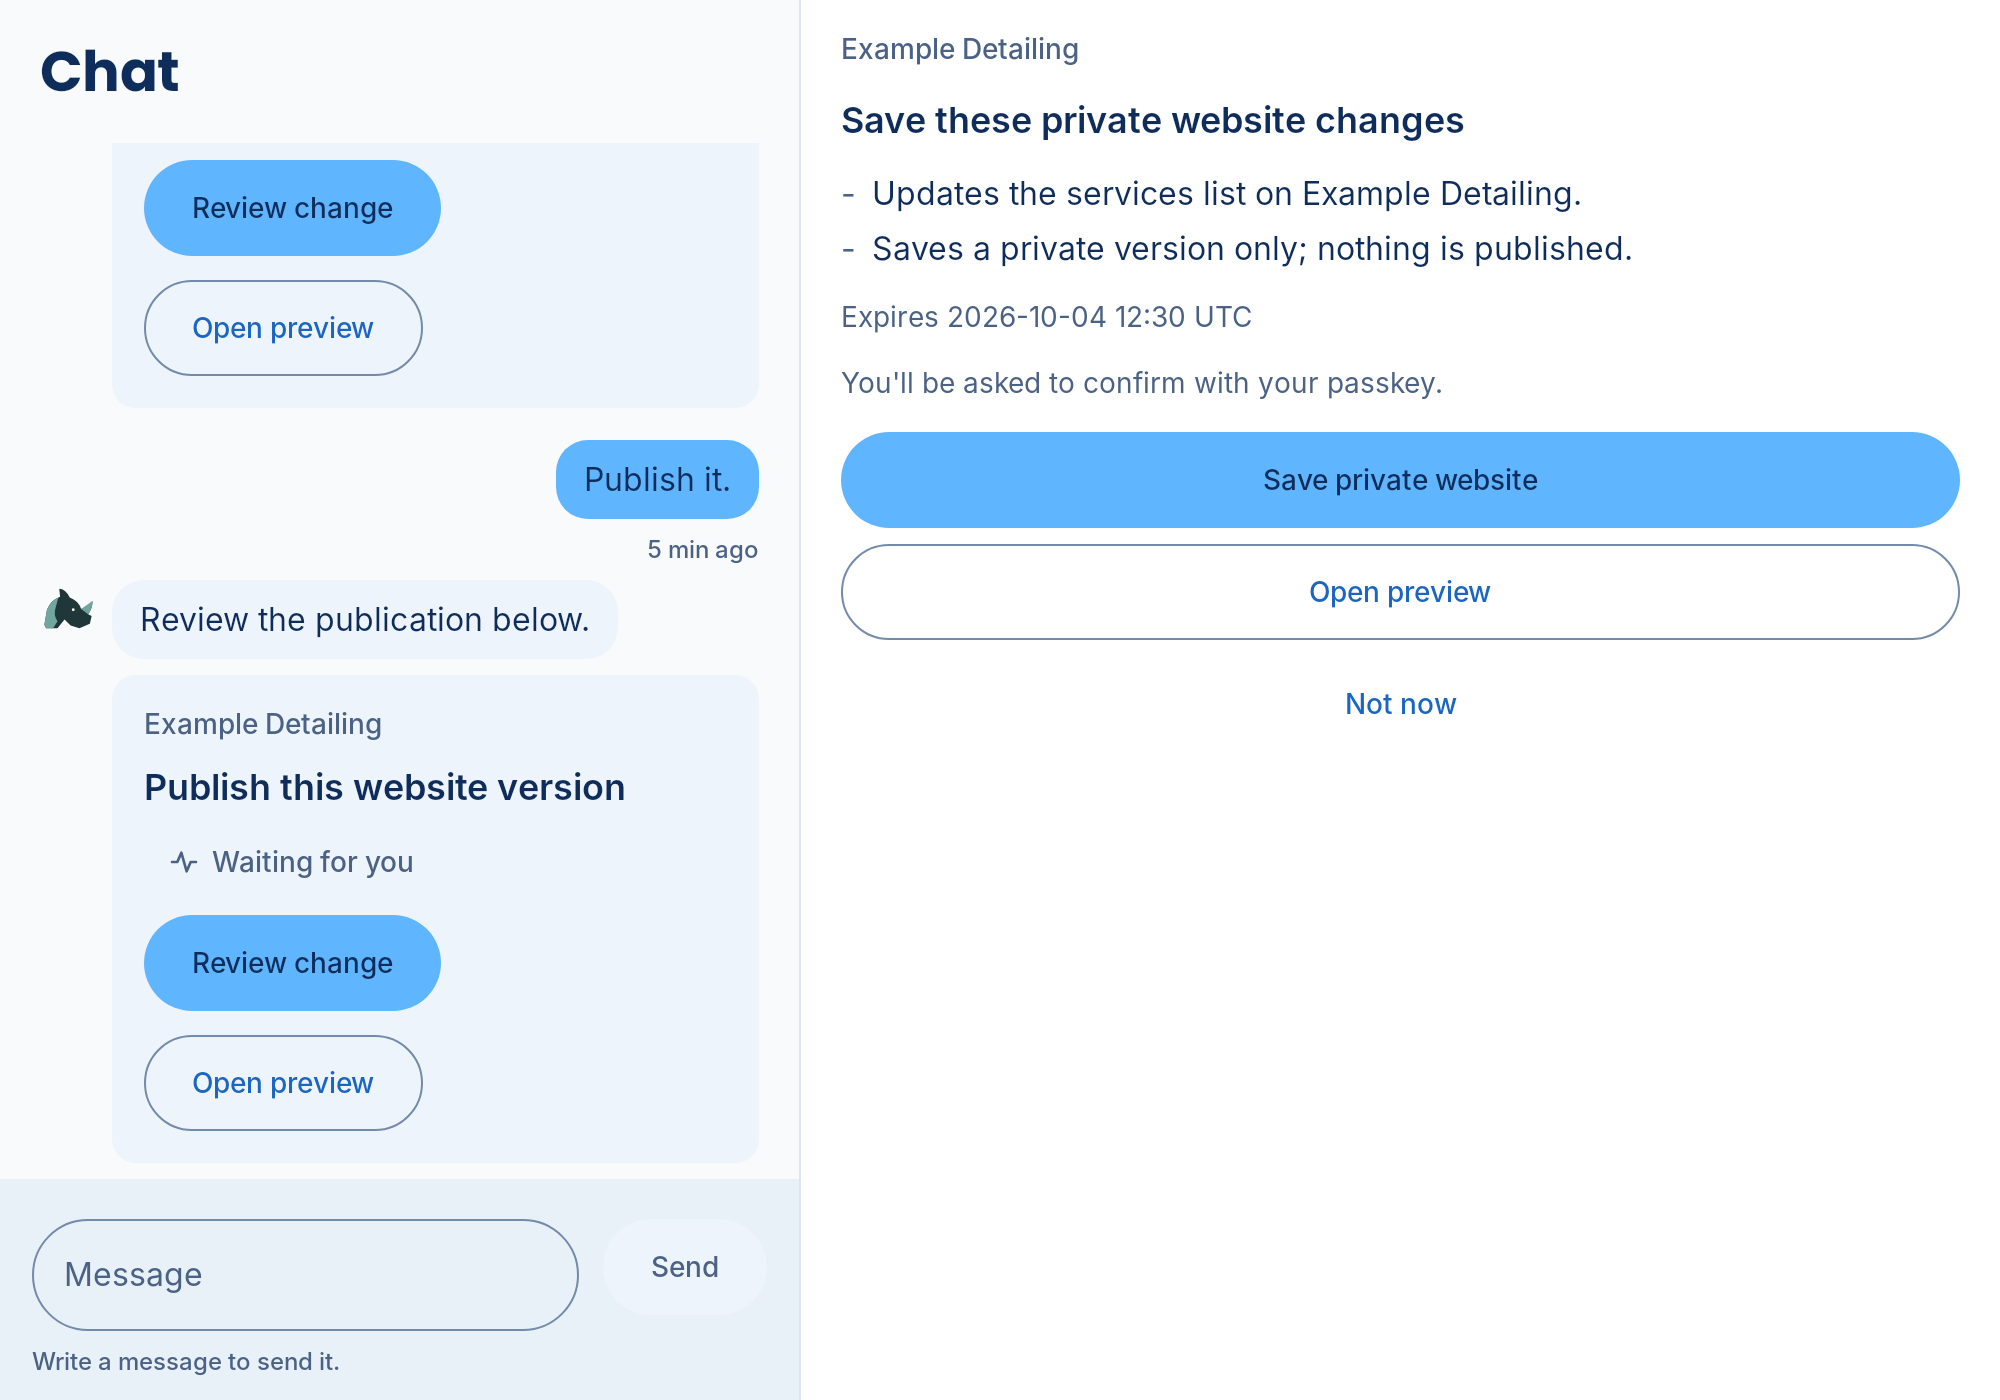 Chat
Review change
Open preview
Publish it.
5 min ago
Review the publication below.
Example Detailing
Publish this website version
Waiting for you
Review change
Open preview
Message
Send
Write a message to send it.
Example Detailing
Save these private website changes
- Updates the services list on Example Detailing.
- Saves a private version only; nothing is published.
Expires 2026-10-04 12:30 UTC
You'll be asked to confirm with your passkey.
Save private website
Open preview
Not now